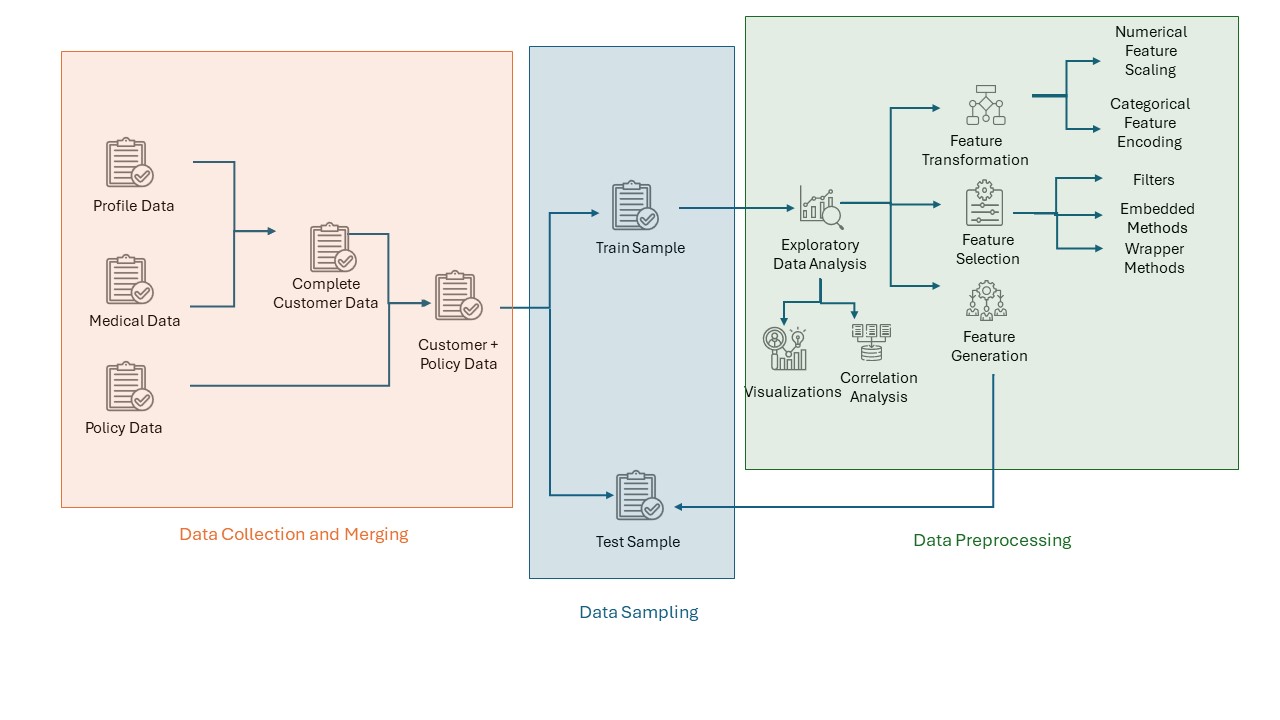 Profile Data
Medical Data
Policy Data
Complete
Customer Data
Customer +
Policy Data
Data Collection and Merging
Train Sample
Test Sample
Data Sampling
Exploratory
Data Analysis
Visualizations
Correlation
Analysis
Feature
Transformation
Feature
Selection
Feature
Generation
Numerical
Feature
Scaling
Categorical
Feature
Encoding
Filters
Embedded
Methods
Wrapper
Methods
Data Preprocessing